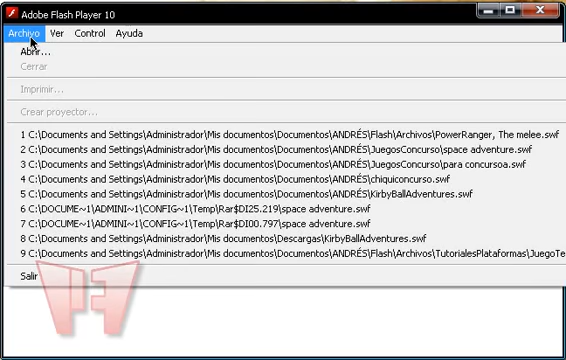 Adobe Flash Player 10
Archivo Ver Control Ayuda
Abrir...
Cerrar
Imprimir...
Crear proyector...
1 C:\Documents and Settings\Administrador\Mis documentos\Documentos\ANDRÉS\Flash\Archivos\PowerRanger, The melee.swf
2 C:\Documents and Settings\Administrador\Mis documentos\Documentos\ANDRÉS\JuegosConcurso\space adventure.swf
3 C:\Documents and Settings\Administrador\Mis documentos\Documentos\ANDRÉS\JuegosConcurso\para concursoa.swf
4 C:\Documents and Settings\Administrador\Mis documentos\Documentos\ANDRÉS\chiquiconcurso.swf
5 C:\Documents and Settings\Administrador\Mis documentos\Documentos\ANDRÉS\KirbyBallAdventures.swf
6 C:\DOCUME~1\ADMINI~1\CONFIG~1\Temp\Rar$DI25.219\space adventure.swf
7 C:\DOCUME~1\ADMINI~1\CONFIG~1\Temp\Rar$DI00.797\space adventure.swf
8 C:\Documents and Settings\Administrador\Mis documentos\Descargas\KirbyBallAdventures.swf
9 C:\Documents and Settings\Administrador\Mis documentos\Documentos\ANDRÉS\Flash\Archivos\TutorialesPlataformas\JuegoTe
Salir